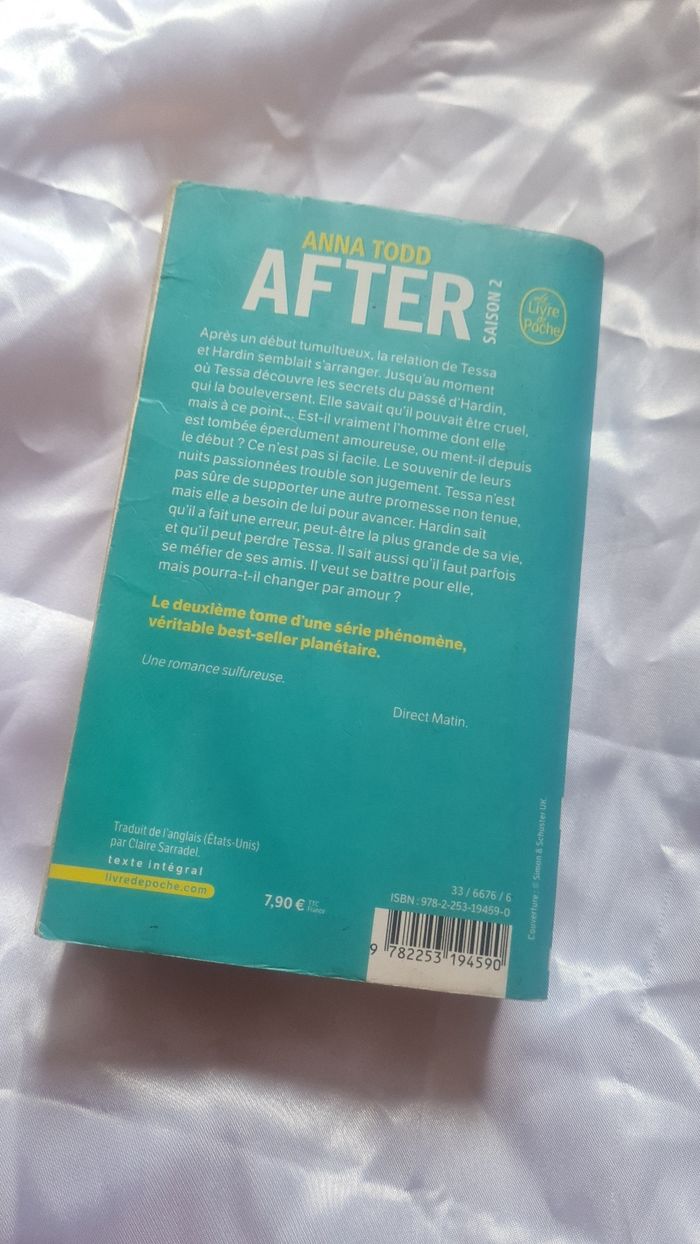 ANNA TODD
AFTER
SAISON 2
Le
Livre
de
Poche
Après un début tumultueux, la relation de Tessa
et Hardin semblait s'arranger. Jusqu'au moment
où Tessa découvre les secrets du passé d'Hardin,
qui la bouleversent. Elle savait qu'il pouvait être cruel,
mais à ce point... Est-il vraiment l'homme dont elle
est tombée éperdument amoureuse, ou ment-il depuis
le début ? Ce n'est pas si facile. Le souvenir de leurs
nuits passionnées trouble son jugement. Tessa n'est
pas sûre de supporter une autre promesse non tenue,
mais elle a besoin de lui pour avancer. Hardin sait
qu'il a fait une erreur, peut-être la plus grande de sa vie,
et qu'il peut perdre Tessa. Il sait aussi qu'il faut parfois
se méfier de ses amis. Il veut se battre pour elle,
mais pourra-t-il changer par amour ?
Le deuxième tome d'une série phénomène,
véritable best-seller planétaire.
Une romance sulfureuse.
Direct Matin.
Traduit de l'anglais (États-Unis)
par Claire Sarradel.
texte intégral
livredepoche.com
7,90 € TTC
France
33 / 6676 / 6
ISBN : 978-2-253-19459-0
9 782253 194590
Couverture : © Simon & Schuster UK.